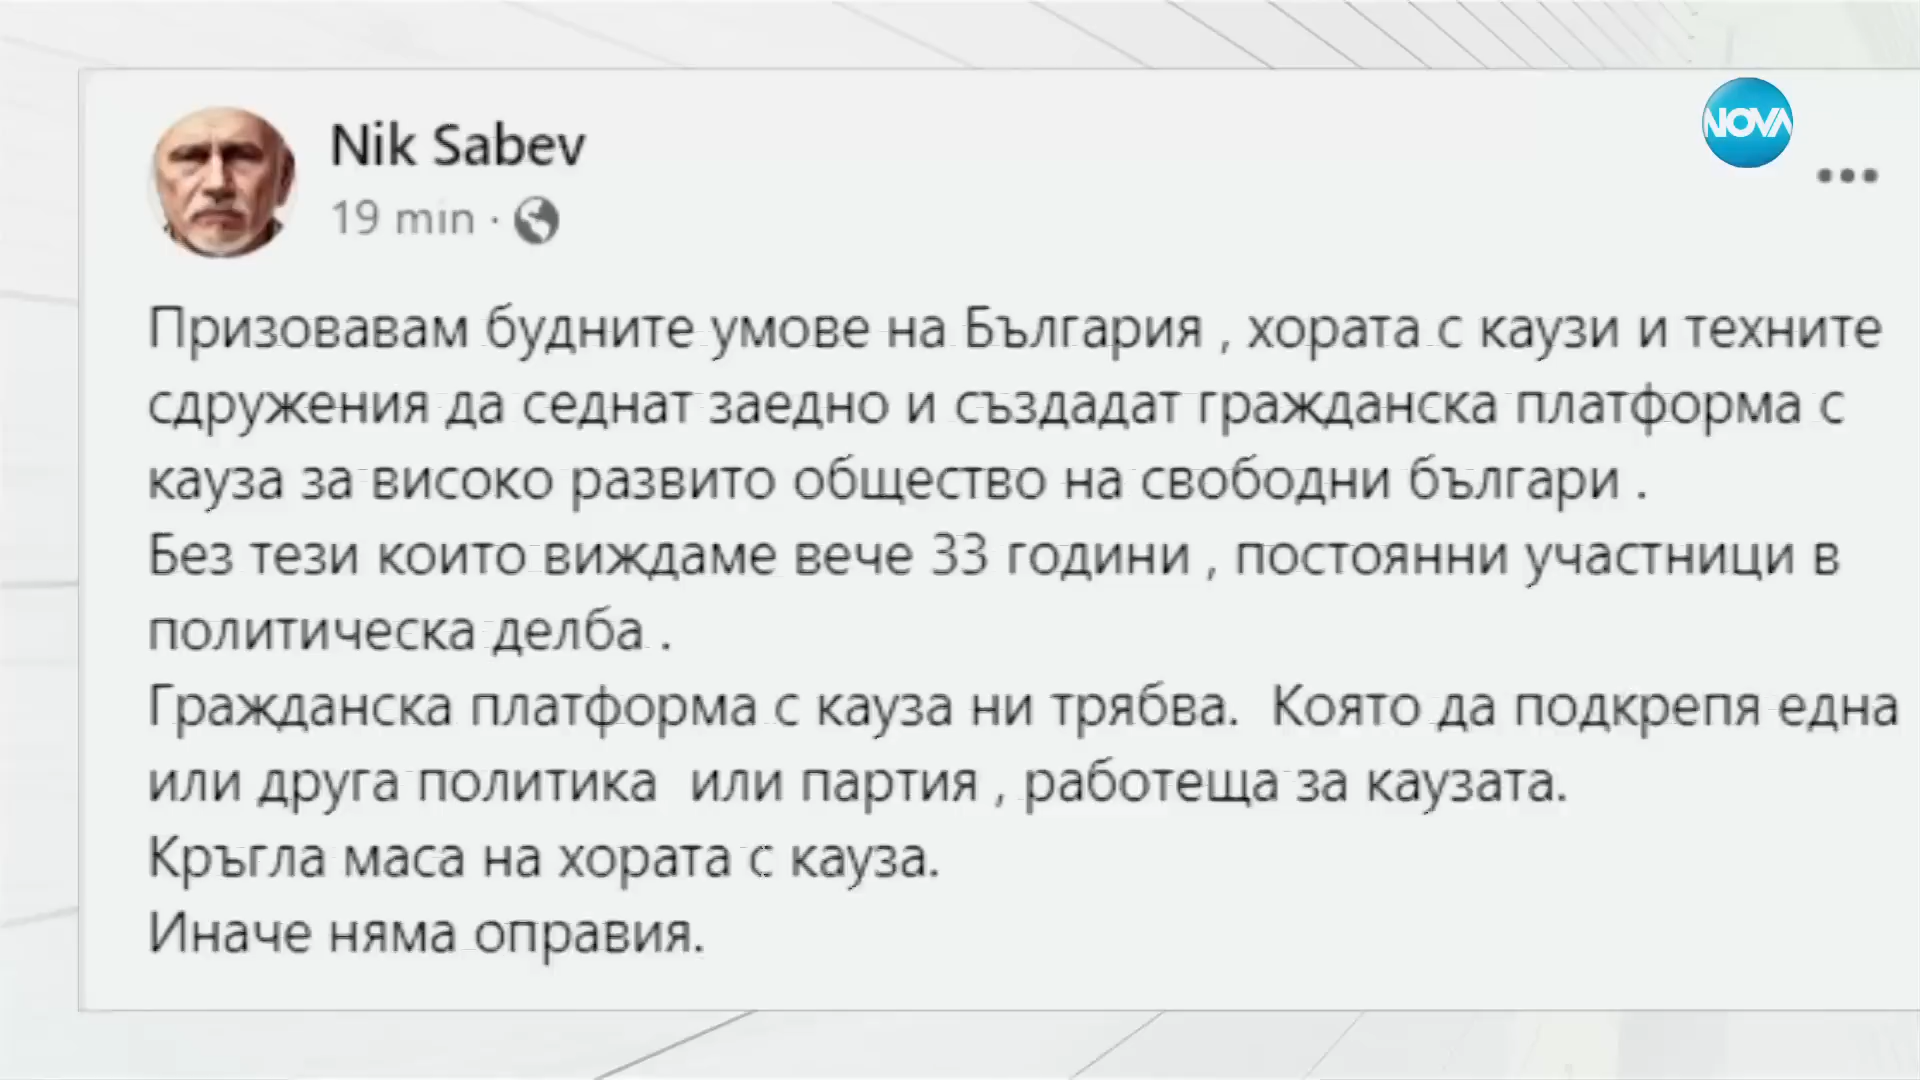 NOVA
Nik Sabev
19 min ·
Призовавам будните умове на България , хората с каузи и техните
сдружения да седнат заедно и създадат гражданска платформа с
кауза за високо развито общество на свободни българи .
Без тези които виждаме вече 33 години , постоянни участници в
политическа делба .
Гражданска платформа с кауза ни трябва.  Която да подкрепя една
или друга политика  или партия , работеща за каузата.
Кръгла маса на хората с кауза.
Иначе няма оправия.